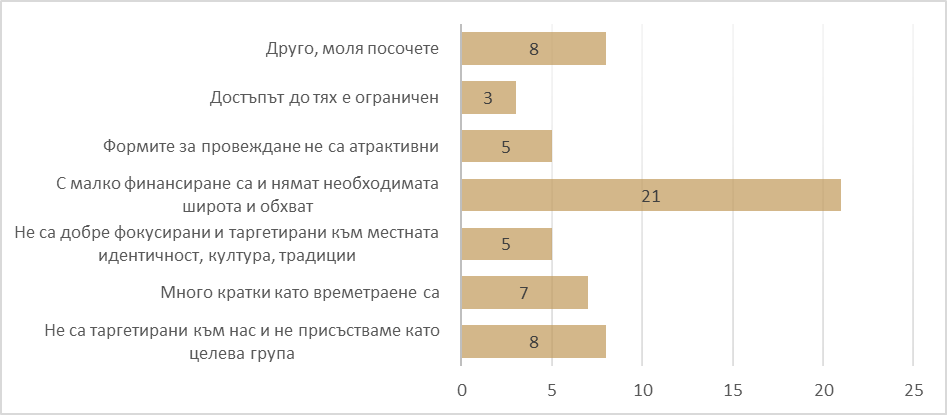 Друго, моля посочете
8
Достъпът до тях е ограничен
3
Формите за провеждане не са атрактивни
5
С малко финансиране са и нямат необходимата
широта и обхват
21
Не са добре фокусирани и таргетирани към местната
идентичност, култура, традиции
5
Много кратки като времетраене са
7
Не са таргетирани към нас и не присъстваме като
целева група
8
0 5 10 15 20 25